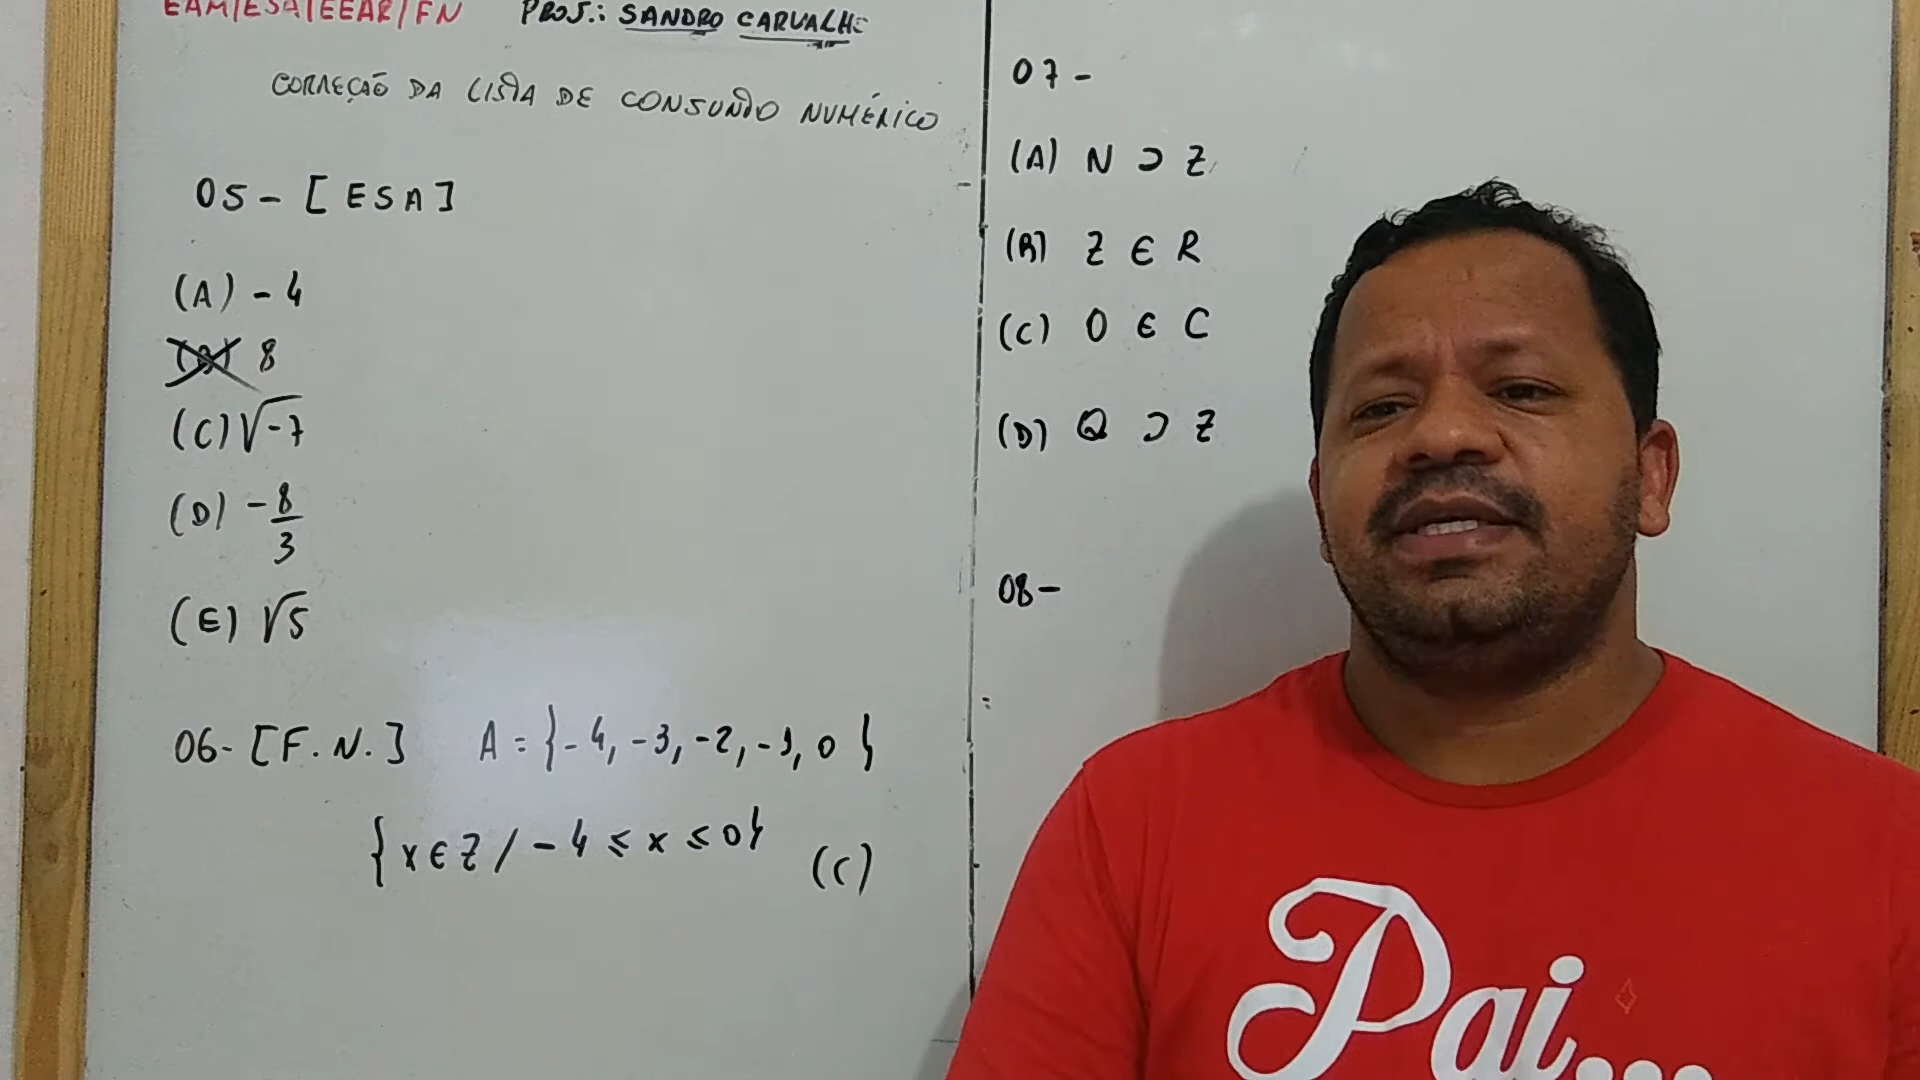 EAM/ESA/EEAR/FN PROF.: SANDRO CARVALHO
CORREÇÃO DA LISTA DE CONJUNTO NUMÉRICO
05- [ESA]
(A) -4
(B) 8
(C) √-7
(D) -8/3
(E) √5
06- [F.N.] A = {-4, -3, -2, -1, 0}
{x ∈ Z / -4 ≤ x ≤ 0} (C)
07-
(A) N ⊃ Z
(B) Z ∈ R
(C) 0 ∈ C
(D) Q ⊃ Z
08-
Pai...